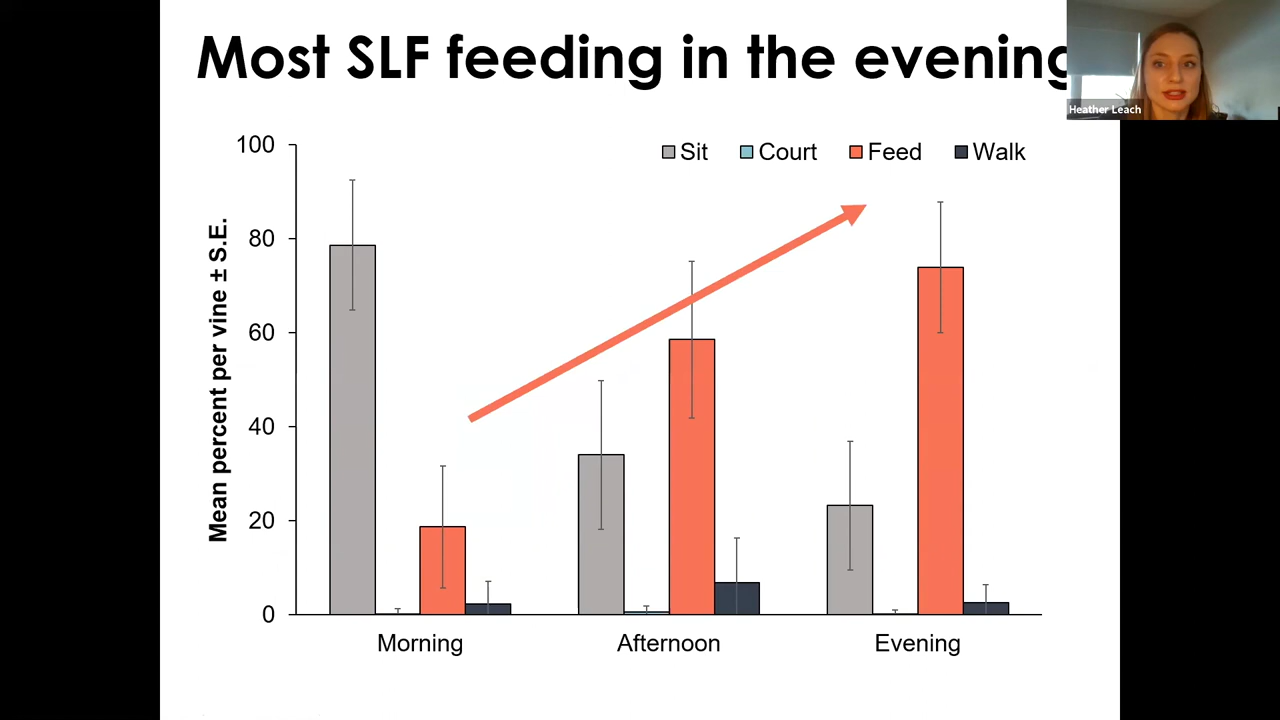 Most SLF feeding in the evening
Heather Leach
Sit Court Feed Walk
Mean percent per vine ± S.E.
100
80
60
40
20
0
Morning Afternoon Evening